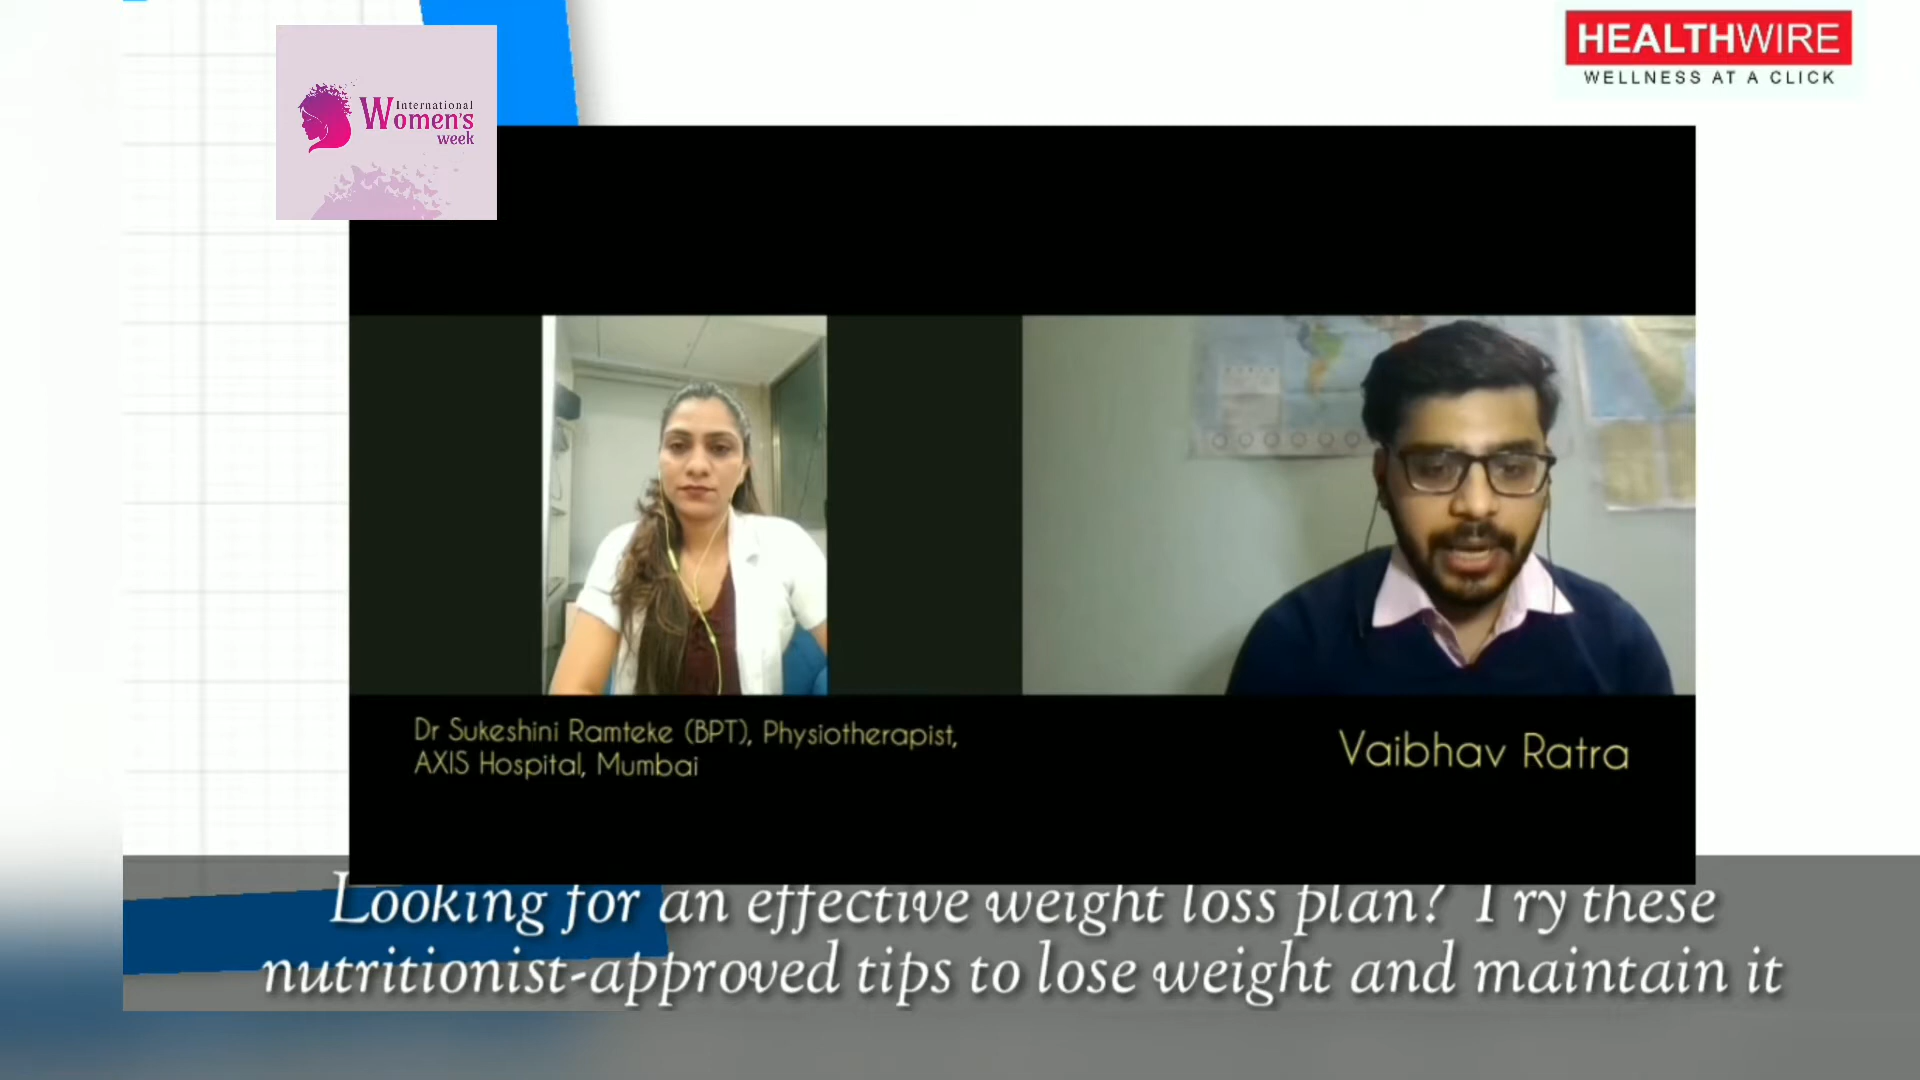 HEALTHWIRE
WELLNESS AT A CLICK
International
Women's
week
Dr Sukeshini Ramteke (BPT), Physiotherapist,
AXIS Hospital, Mumbai
Vaibhav Ratra
Looking for an effective weight loss plan? Try these
nutritionist-approved tips to lose weight and maintain it